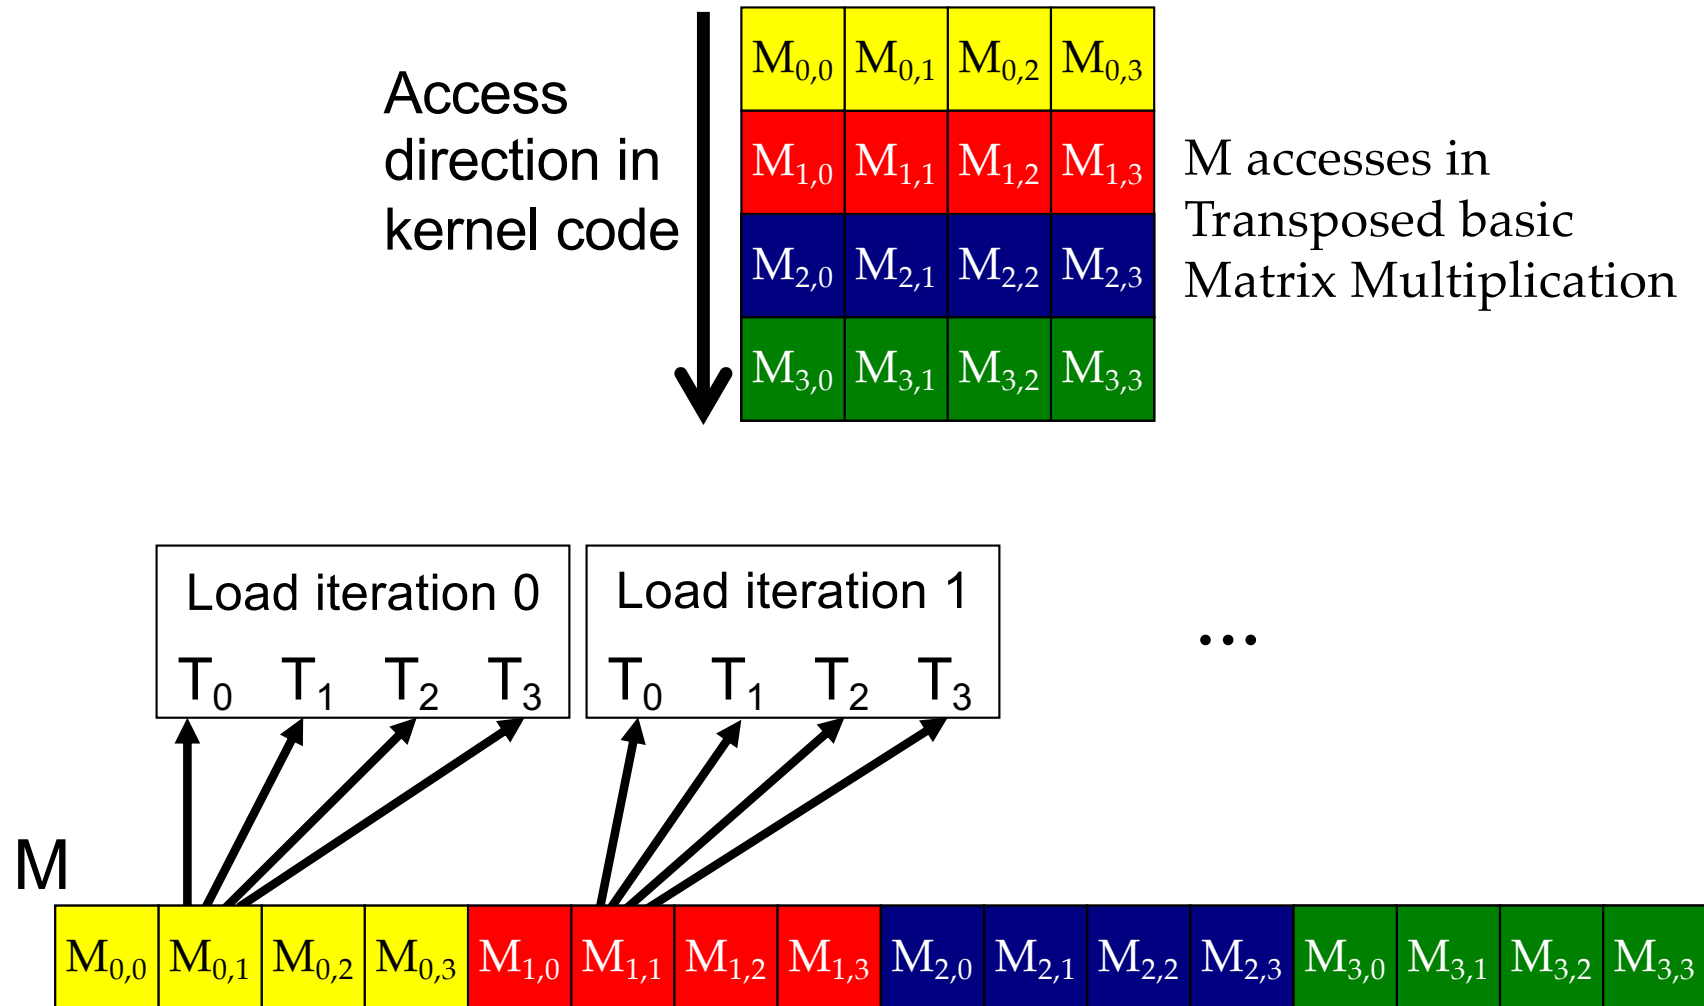 Access
direction in
kernel code
M0,0 M0,1 M0,2 M0,3
M1,0 M1,1 M1,2 M1,3
M2,0 M2,1 M2,2 M2,3
M3,0 M3,1 M3,2 M3,3
M accesses in
Transposed basic
Matrix Multiplication
Load iteration 0
T0 T1 T2 T3
Load iteration 1
T0 T1 T2 T3
...
M
M0,0 M0,1 M0,2 M0,3 M1,0 M1,1 M1,2 M1,3 M2,0 M2,1 M2,2 M2,3 M3,0 M3,1 M3,2 M3,3